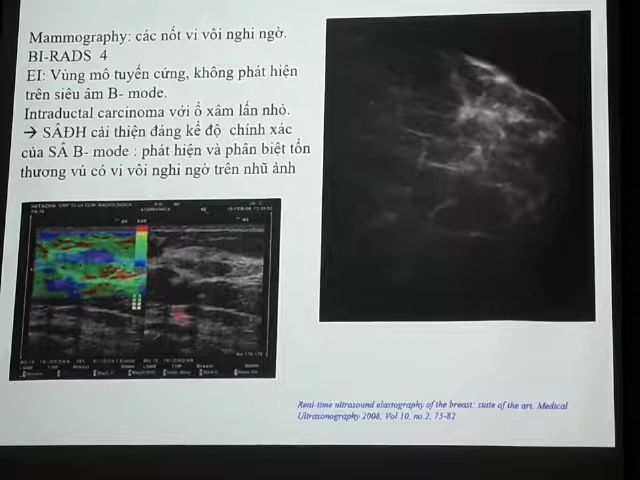 Mammography: các nốt vi vôi nghi ngờ.
BI-RADS 4
EI: Vùng mô tuyến cứng, không phát hiện
trên siêu âm B- mode.
Intraductal carcinoma với ổ xâm lấn nhỏ.
→ SÂĐH cải thiện đáng kể độ chính xác
của SÂ B- mode : phát hiện và phân biệt tổn
thương vú có vi vôi nghi ngờ trên nhũ ảnh
HITACHI
Real-time ultrasound elastography of the breast: state of the art. Medical
Ultrasonography 2008, Vol 10, no.2, 73-82